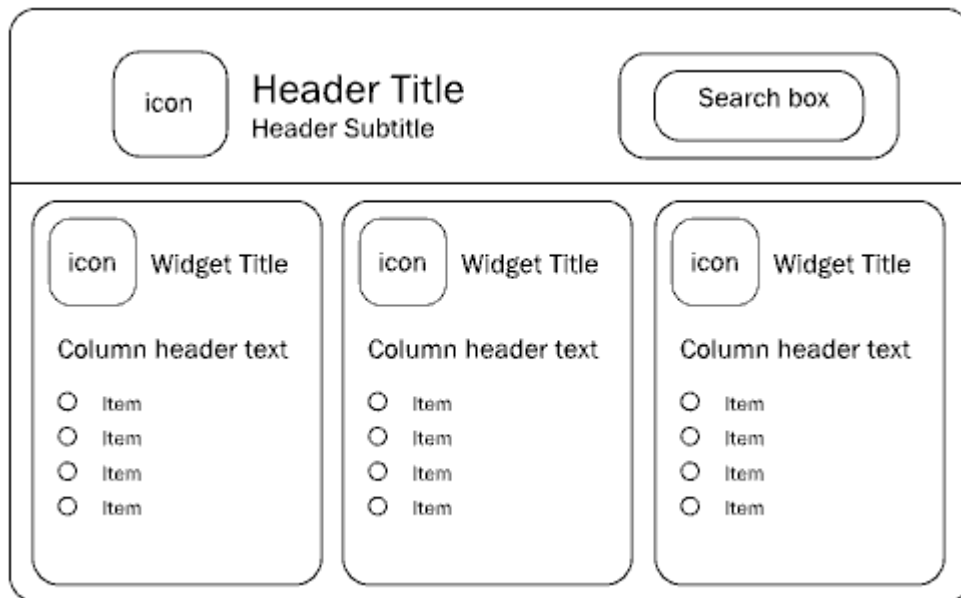 icon
Header Title
Header Subtitle
Search box
icon
Widget Title
Column header text
Item
Item
Item
Item
icon
Widget Title
Column header text
Item
Item
Item
Item
icon
Widget Title
Column header text
Item
Item
Item
Item